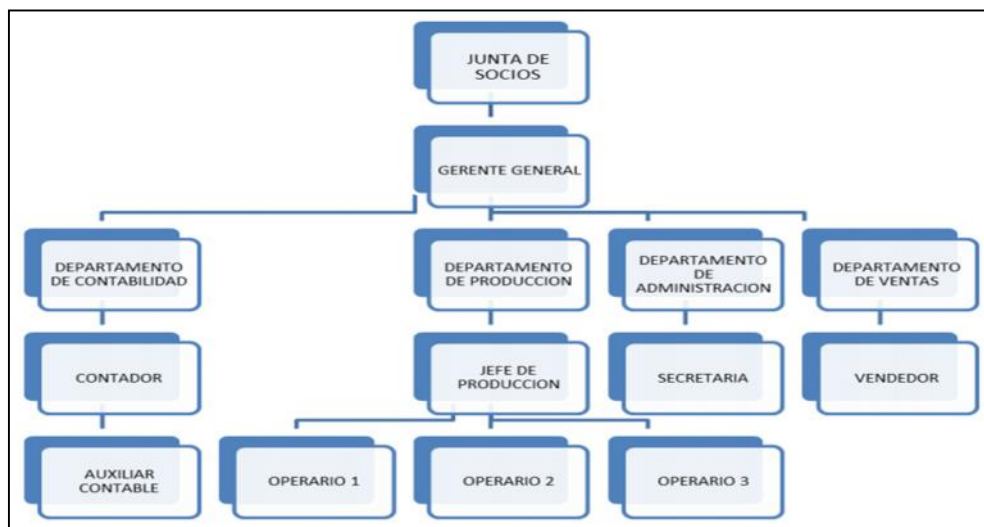 JUNTA DE
SOCIOS
GERENTE GENERAL
DEPARTAMENTO
DE CONTABILIDAD
DEPARTAMENTO
DE PRODUCCION
DEPARTAMENTO
DE
ADMINISTRACION
DEPARTAMENTO
DE VENTAS
CONTADOR
JEFE DE
PRODUCCION
SECRETARIA
VENDEDOR
AUXILIAR
CONTABLE
OPERARIO 1
OPERARIO 2
OPERARIO 3